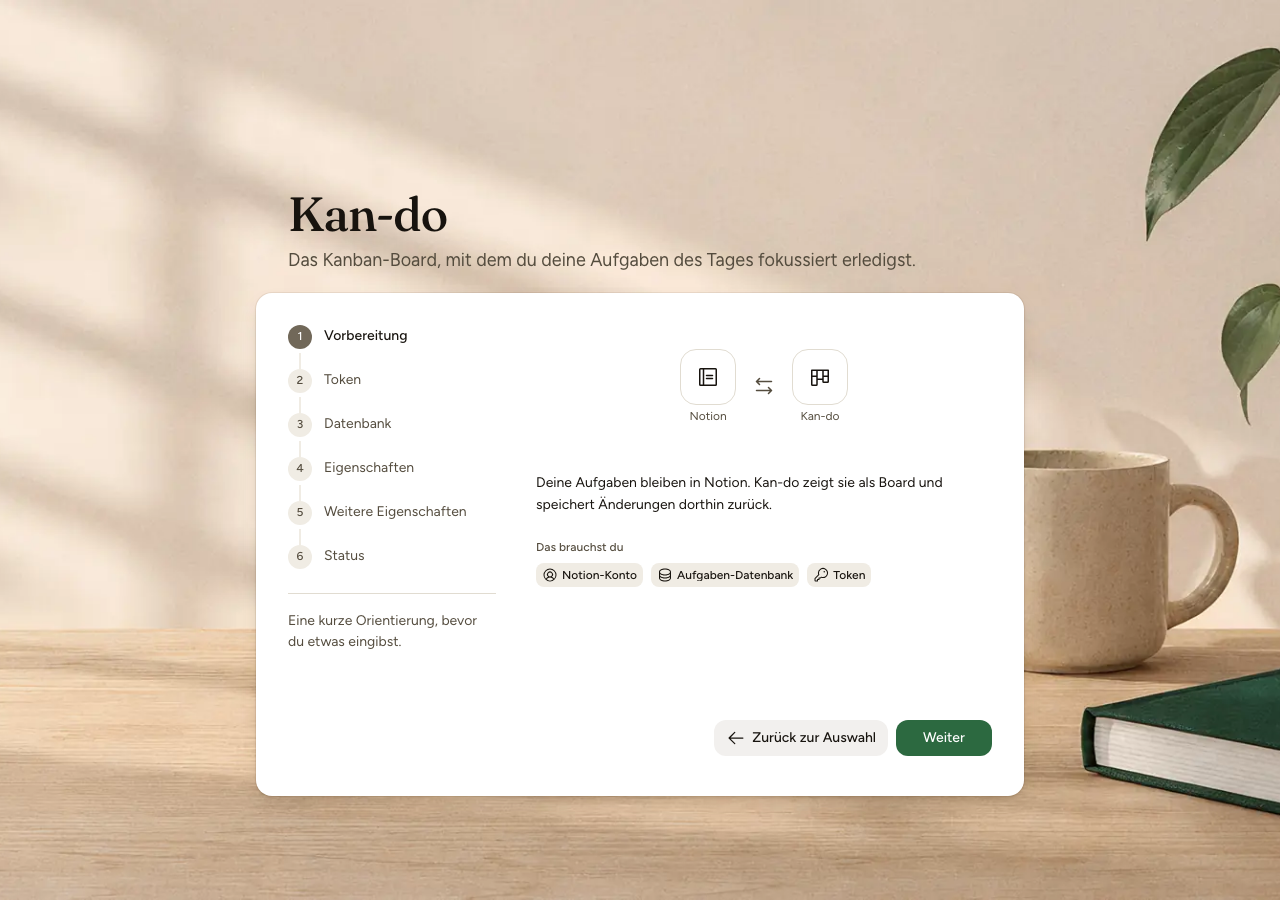 Kan-do
Das Kanban-Board, mit dem du deine Aufgaben des Tages fokussiert erledigst.
1 Vorbereitung
2 Token
3 Datenbank
4 Eigenschaften
5 Weitere Eigenschaften
6 Status
Eine kurze Orientierung, bevor
du etwas eingibst.
Notion
Kan-do
Deine Aufgaben bleiben in Notion. Kan-do zeigt sie als Board und
speichert Änderungen dorthin zurück.
Das brauchst du
Notion-Konto Aufgaben-Datenbank Token
Zurück zur Auswahl
Weiter